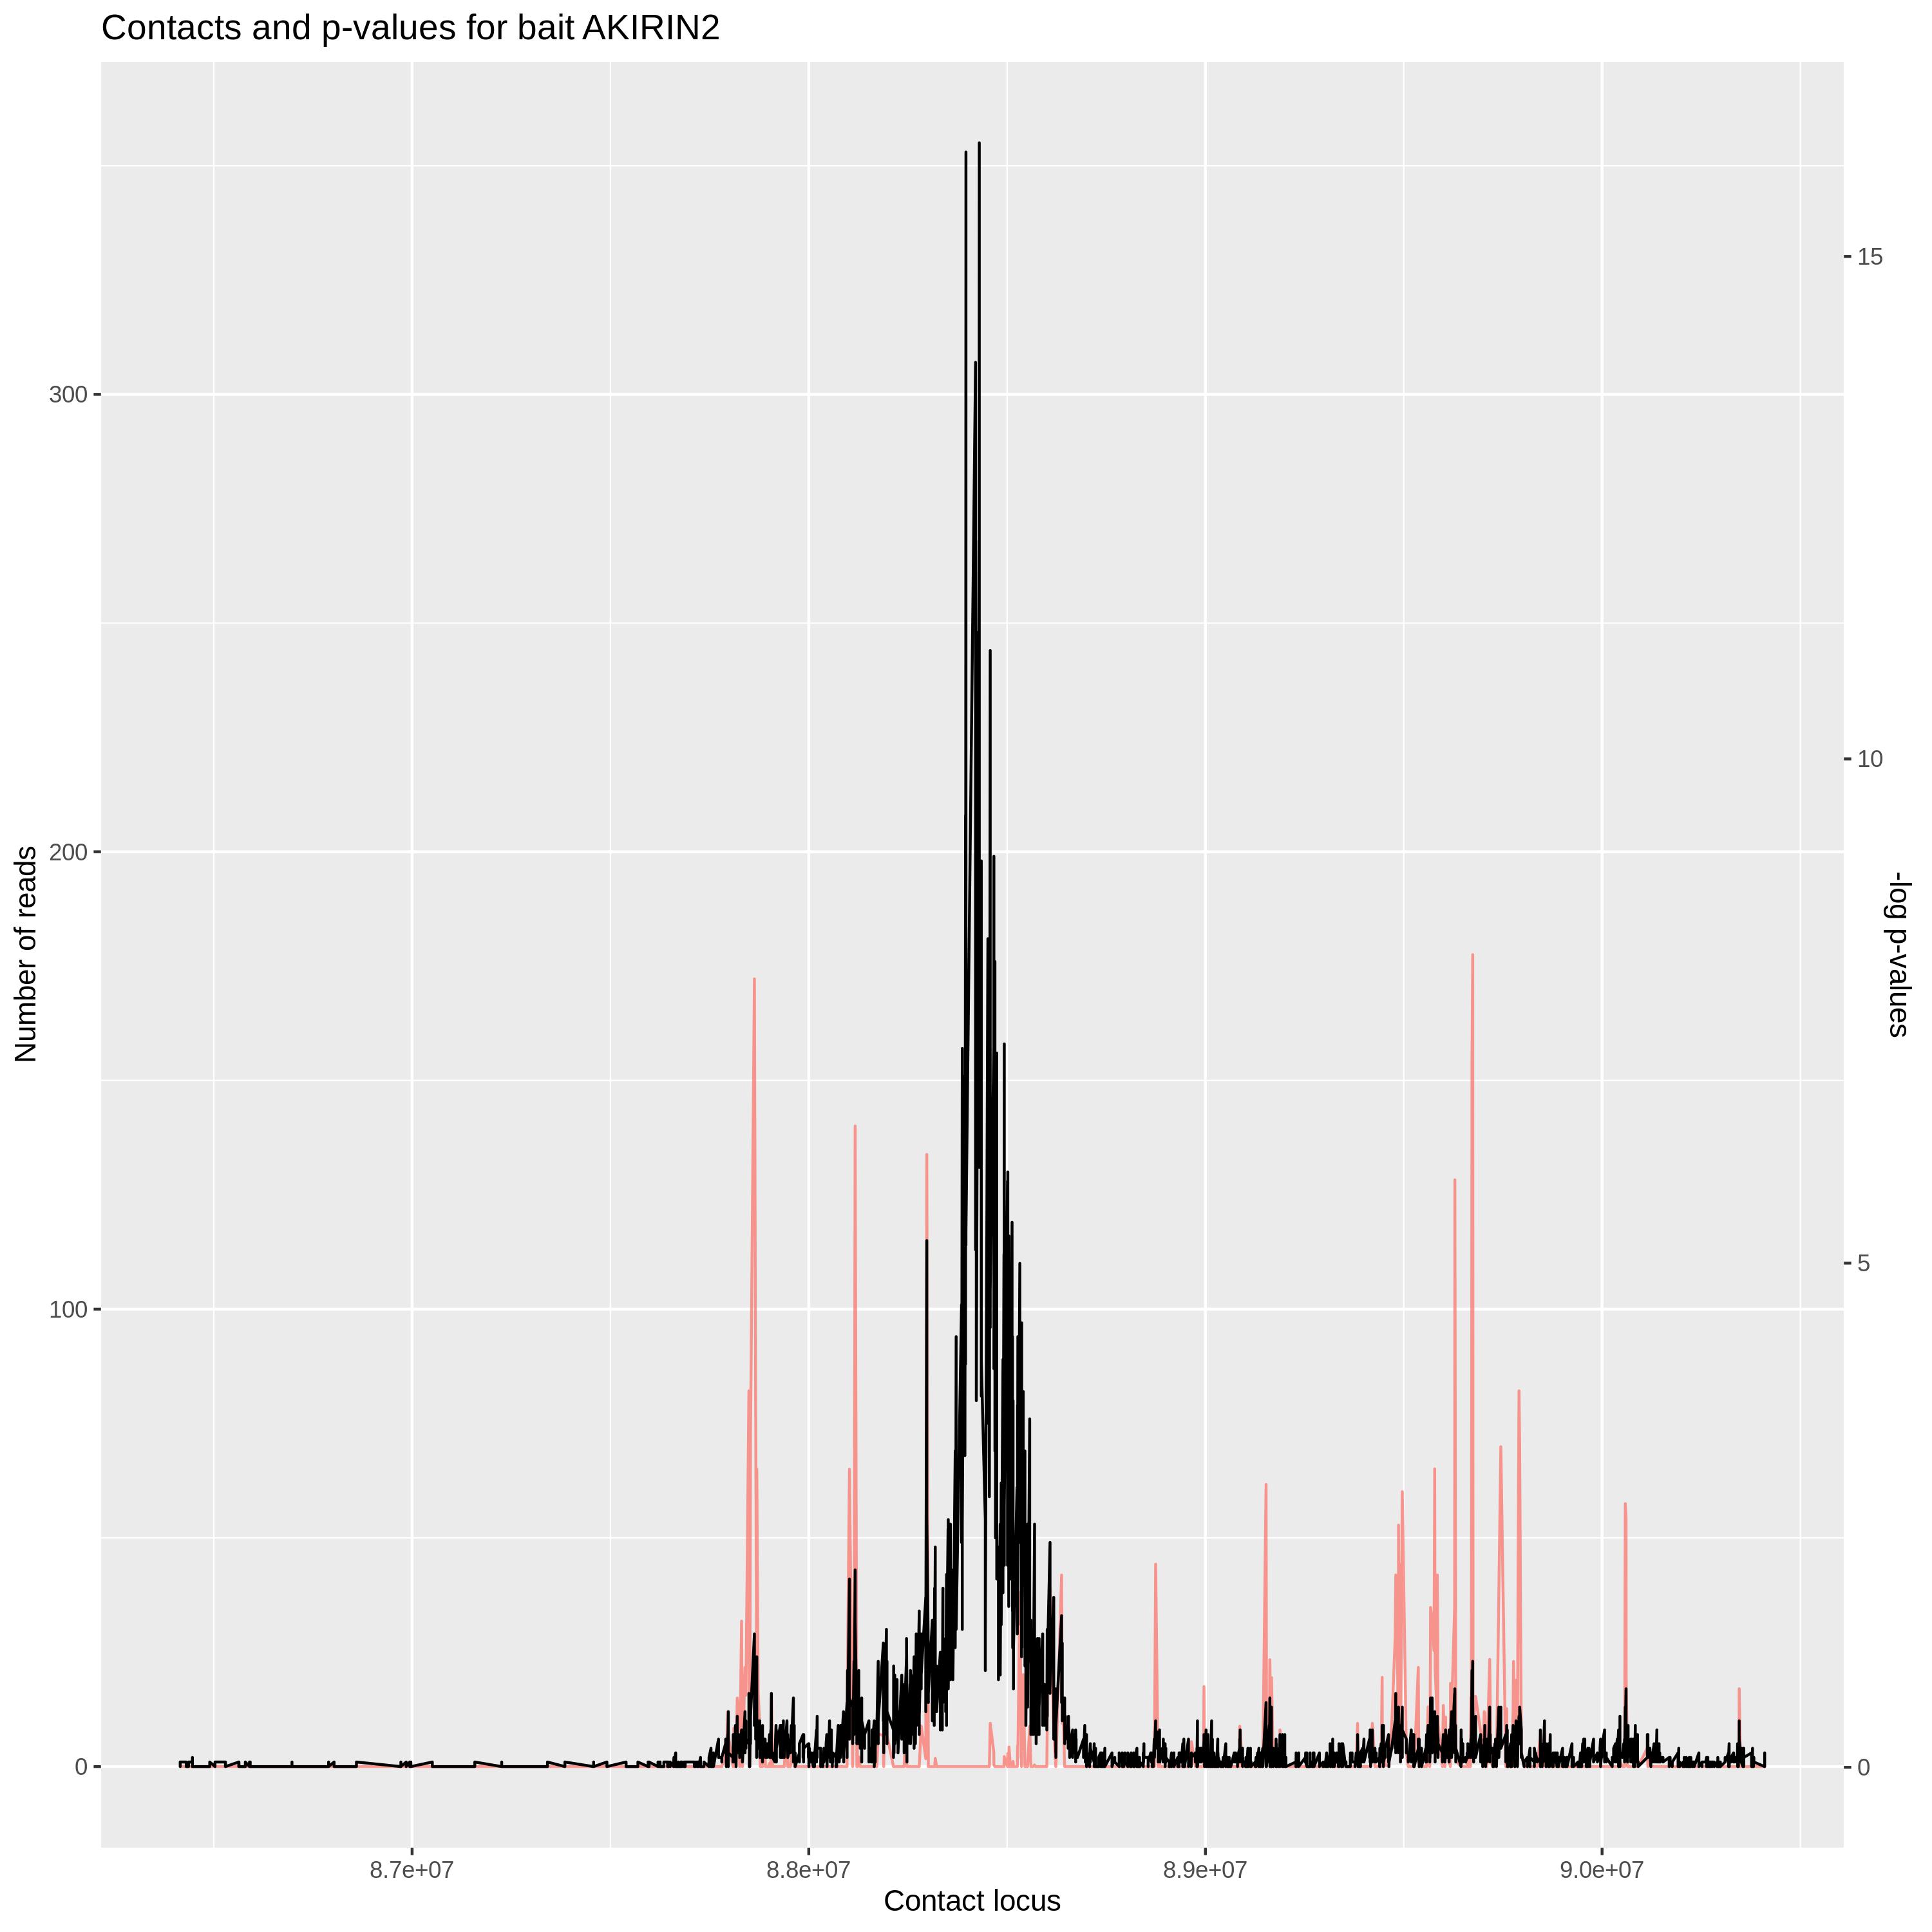 Contacts and p-values for bait AKIRIN2
300
200
100
0
Number of reads
15
10
5
0
-log p-values
8.7e+07
8.8e+07
8.9e+07
9.0e+07
Contact locus